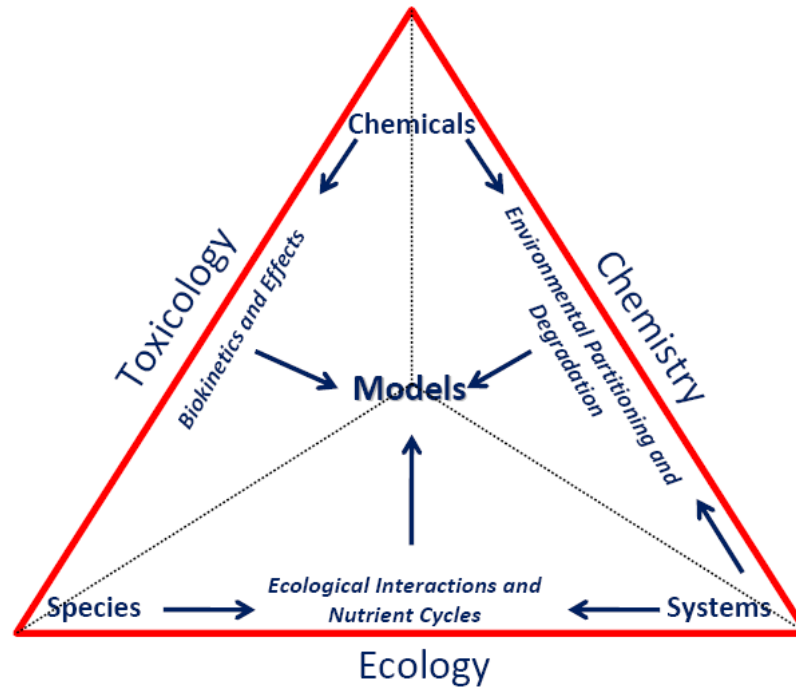 Chemicals
Toxicology
Biokinetics and Effects
Environmental Partitioning and
Degradation
Chemistry
Models
Species
Ecological Interactions and
Nutrient Cycles
Systems
Ecology